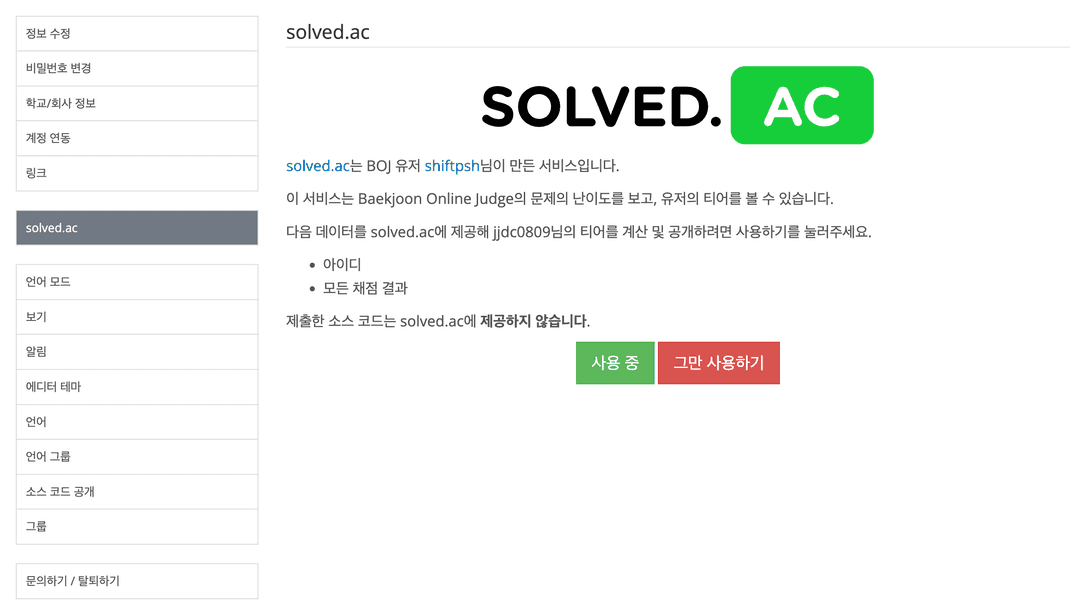 정보 수정
비밀번호 변경
학교/회사 정보
계정 연동
링크
solved.ac
언어 모드
보기
알림
에디터 테마
언어
언어 그룹
소스 코드 공개
그룹
문의하기 / 탈퇴하기
solved.ac
SOLVED.AC
solved.ac는 BOJ 유저 shiftpsh님이 만든 서비스입니다.
이 서비스는 Baekjoon Online Judge의 문제의 난이도를 보고, 유저의 티어를 볼 수 있습니다.
다음 데이터를 solved.ac에 제공해 jjdc0809님의 티어를 계산 및 공개하려면 사용하기를 눌러주세요.
• 아이디
• 모든 채점 결과
제출한 소스 코드는 solved.ac에 제공하지 않습니다.
사용 중 그만 사용하기